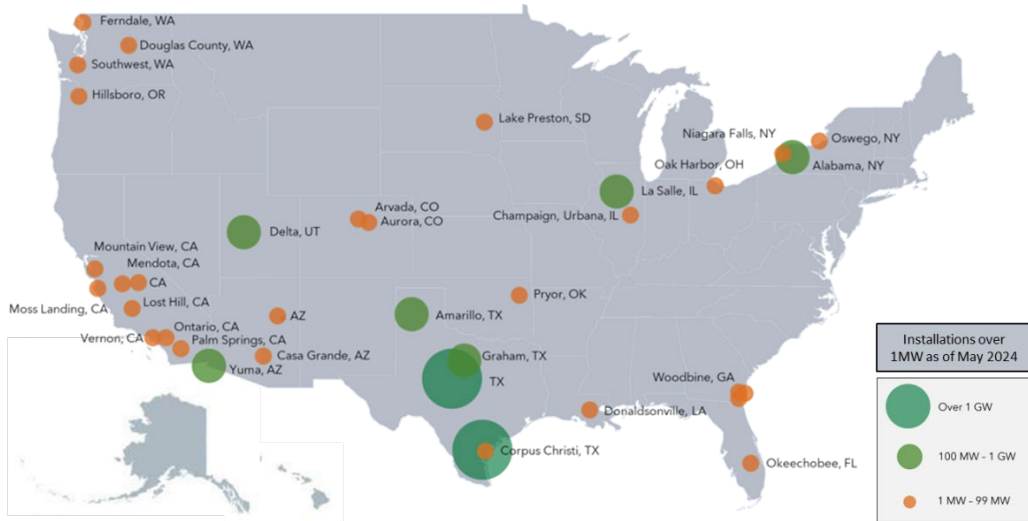 Ferndale, WA
Douglas County, WA
Southwest, WA
Hillsboro, OR
Lake Preston, SD
Niagara Falls, NY
Oswego, NY
Oak Harbor, OH
Alabama, NY
La Salle, IL
Champaign, Urbana, IL
Arvada, CO
Aurora, CO
Delta, UT
Mountain View, CA
Mendota, CA
CA
Moss Landing, CA
Lost Hill, CA
Pryor, OK
Amarillo, TX
AZ
Ontario, CA
Vernon, CA
Palm Springs, CA
Casa Grande, AZ
Yuma, AZ
Graham, TX
TX
Woodbine, GA
Donaldsonville, LA
Corpus Christi, TX
Okeechobee, FL
Installations over
1MW as of May 2024
Over 1 GW
100 MW - 1 GW
1 MW - 99 MW